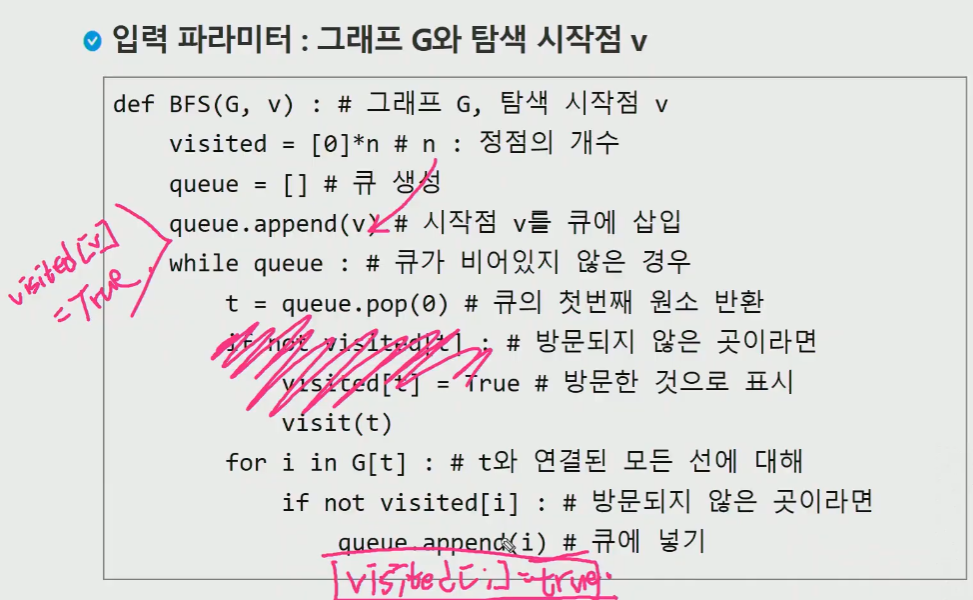 입력 파라미터 : 그래프 G와 탐색 시작점 v
def BFS(G, v) : # 그래프 G, 탐색 시작점 v
visited = [0]*n # n : 정점의 개수
queue = [] # 큐 생성
queue.append(v) # 시작점 v를 큐에 삽입
visited[v]
=True.
while queue : # 큐가 비어있지 않은 경우
t = queue.pop(0) # 큐의 첫번째 원소 반환
if not visited[t] : # 방문되지 않은 곳이라면
visited[t] = True # 방문한 것으로 표시
visit(t)
for i in G[t] : # t와 연결된 모든 선에 대해
if not visited[i] : # 방문되지 않은 곳이라면
queue.append(i) # 큐에 넣기
visited[i]=true.